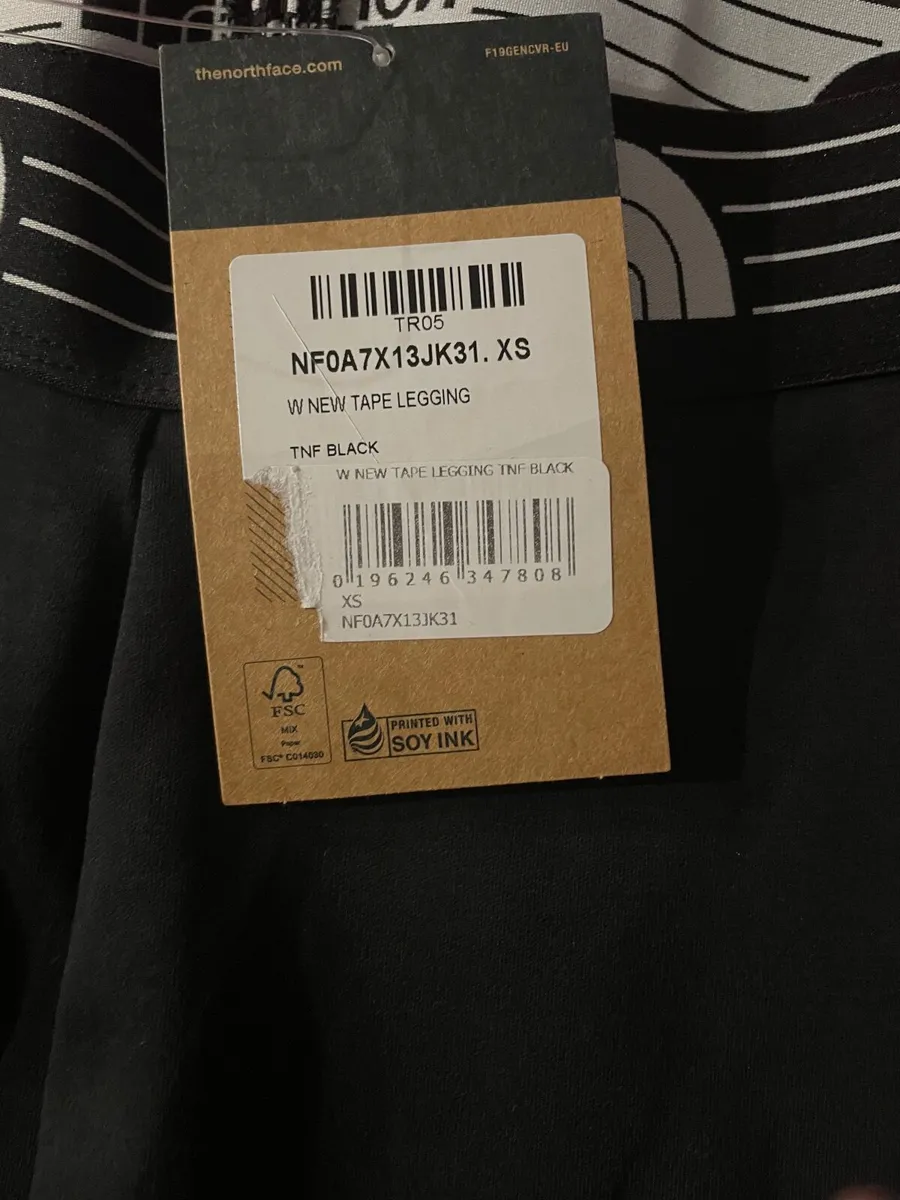 thenorthface.com
F19GENCVR-EU
TR05
NF0A7X13JK31. XS
W NEW TAPE LEGGING
TNF BLACK
W NEW TAPE LEGGING TNF BLACK
0 196246 347808
XS
NF0A7X13JK31
FSC™
MIX
Paper
FSC® C014030
PRINTED WITH
SOY INK